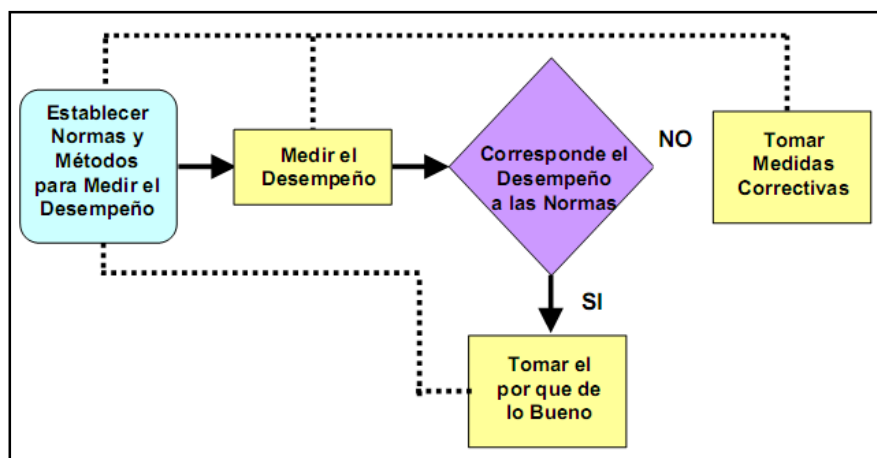 Establecer
Normas y
Métodos
para Medir el
Desempeño
Medir el
Desempeño
Corresponde el
Desempeño
a las Normas
NO
Tomar
Medidas
Correctivas
SI
Tomar el
por que de
lo Bueno